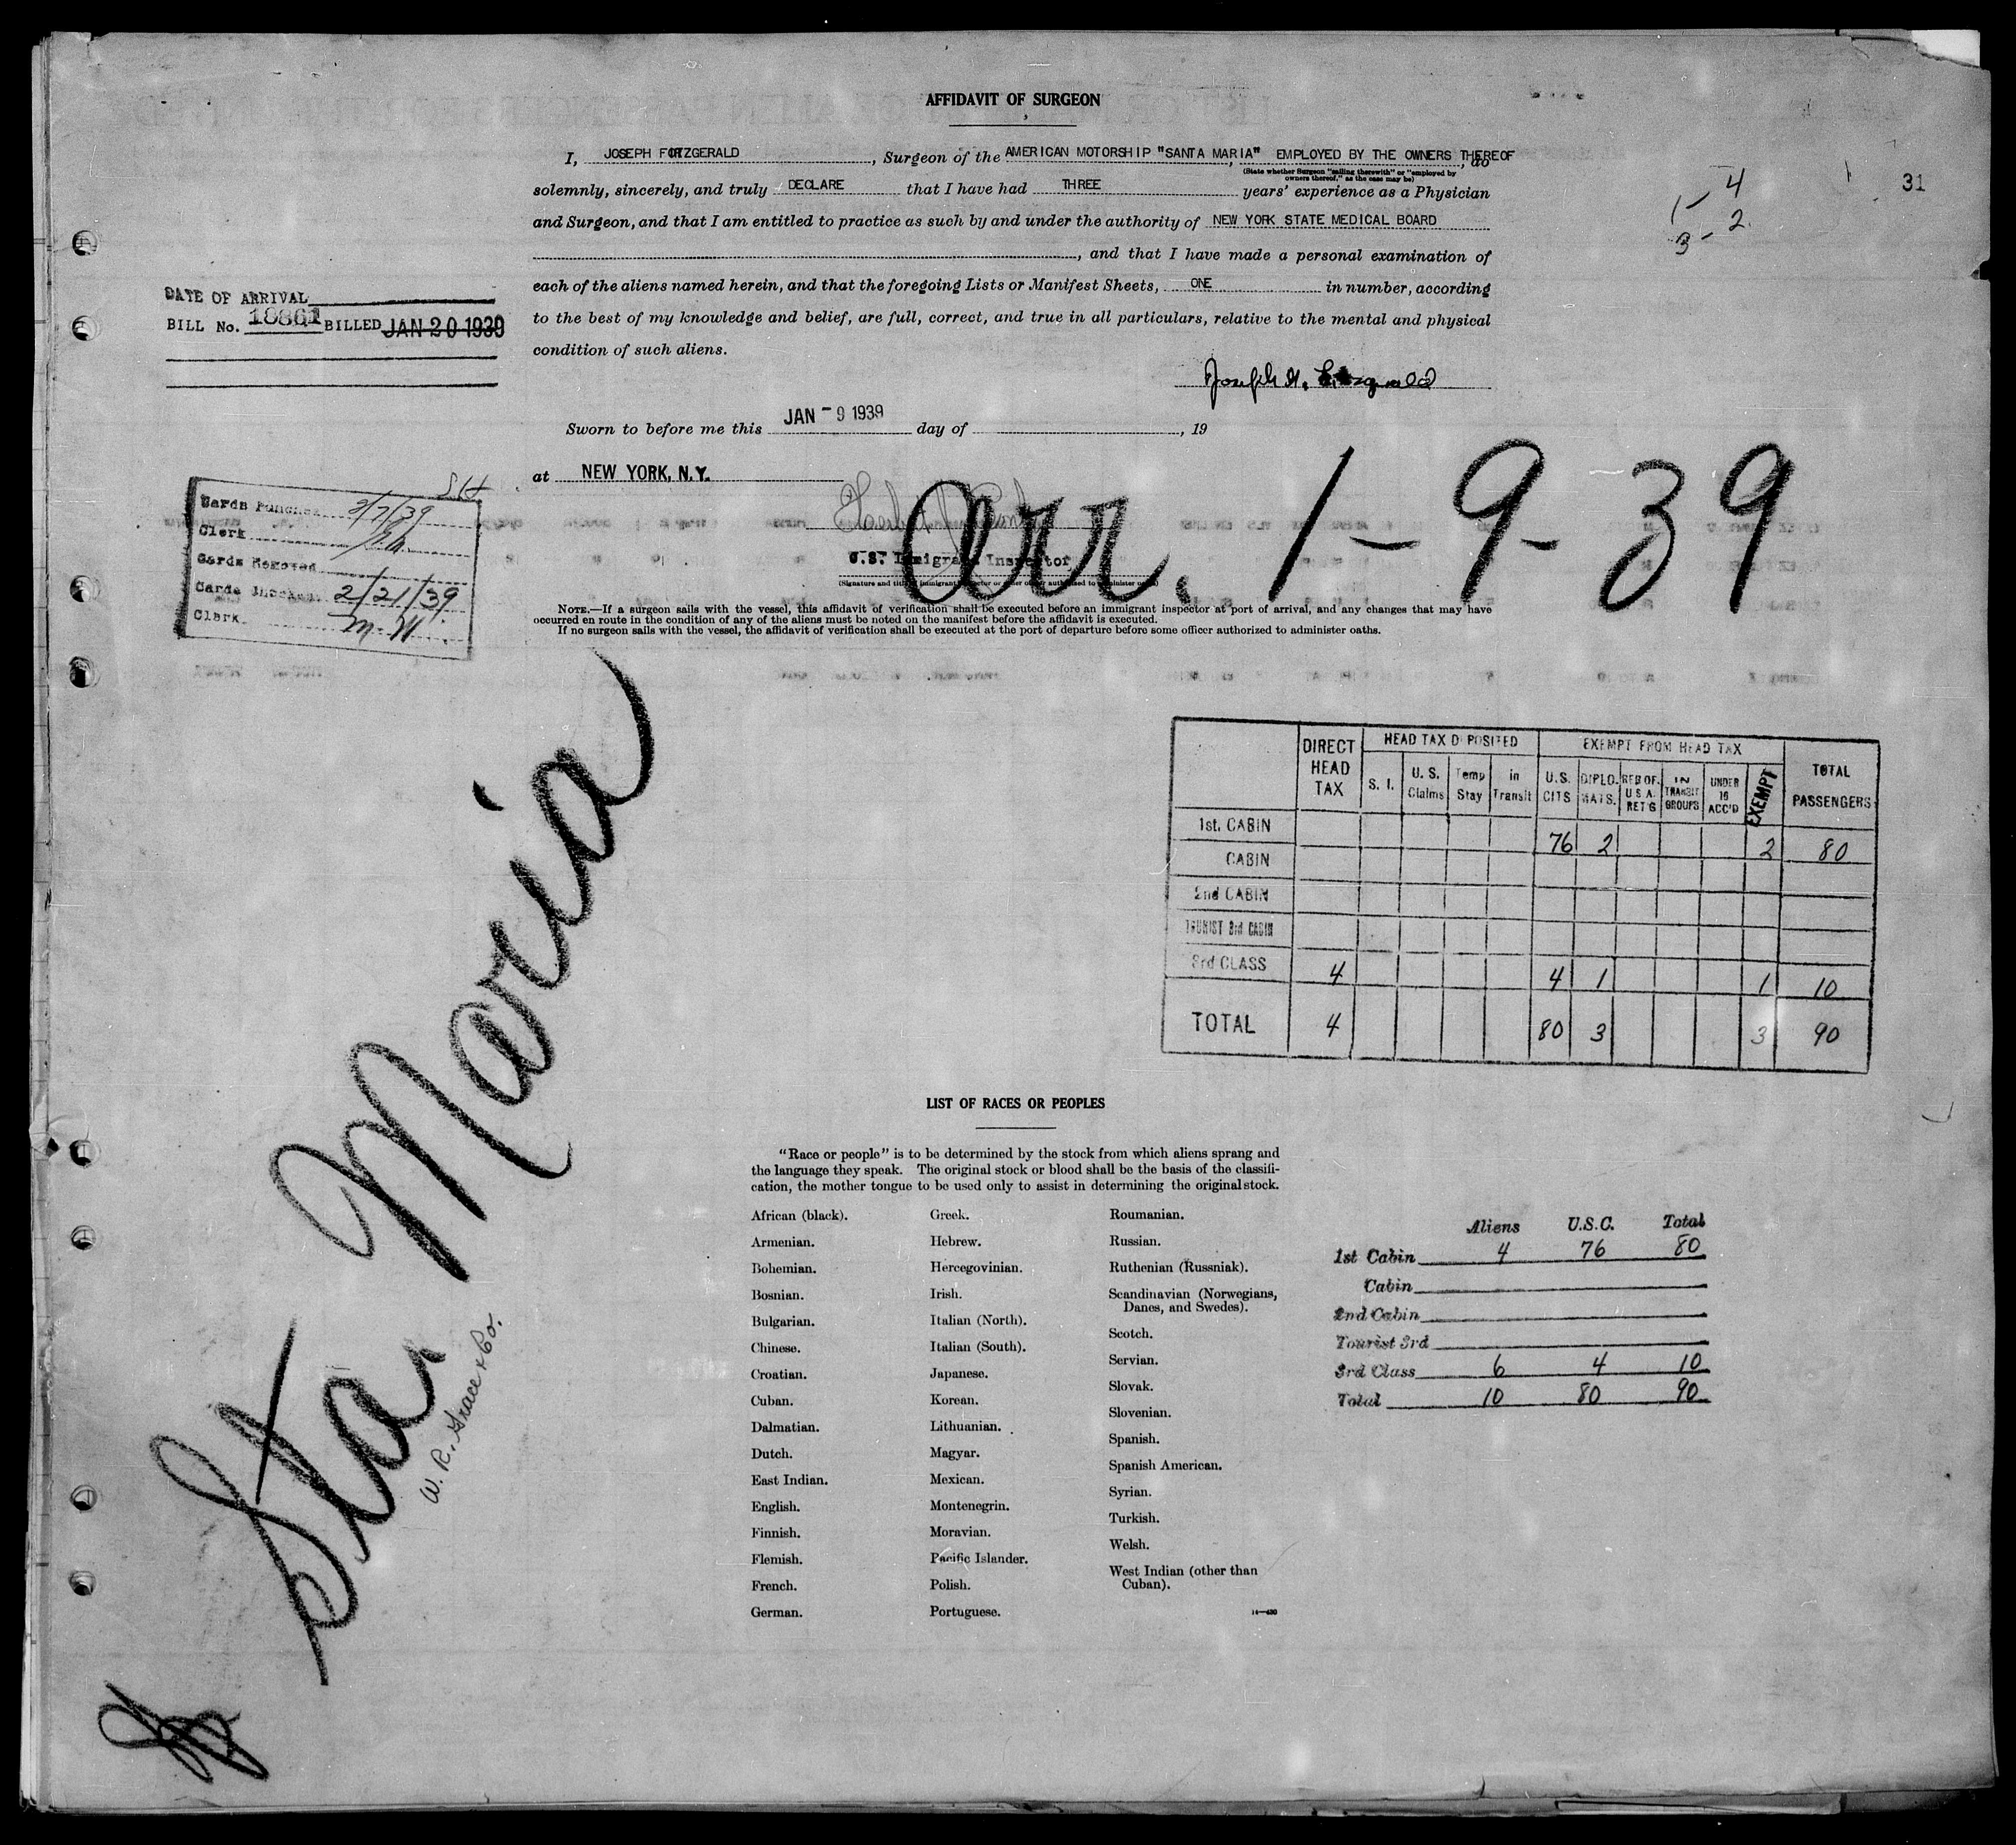 AFFIDAVIT OF SURGEON
I, JOSEPH FITZGERALD, Surgeon of the AMERICAN MOTORSHIP "SANTA MARIA" EMPLOYED BY THE OWNERS THEREOF, do
(State whether Surgeon "sailing therewith" or "employed by
owners thereof," as the case may be)
solemnly, sincerely, and truly DECLARE that I have had THREE years' experience as a Physician
and Surgeon, and that I am entitled to practice as such by and under the authority of NEW YORK STATE MEDICAL BOARD
, and that I have made a personal examination of
each of the aliens named herein, and that the foregoing Lists or Manifest Sheets, ONE in number, according
to the best of my knowledge and belief, are full, correct, and true in all particulars, relative to the mental and physical
condition of such aliens.
Joseph H. Fitzgerald
Sworn to before me this JAN - 9 1939 day of , 19
at NEW YORK, N.Y.
U.S. Immigrant Inspector
NOTE.—If a surgeon sails with the vessel, this affidavit of verification shall be executed before an immigrant inspector at port of arrival, and any changes that may have
occurred en route in the condition of any of the aliens must be noted on the manifest before the affidavit is executed.
If no surgeon sails with the vessel, the affidavit of verification shall be executed at the port of departure before some officer authorized to administer oaths.
31
1 - 4
3 - 2
DATE OF ARRIVAL
BILL No. 18861 BILLED JAN 20 1939
Cards Punched 2/7/39
Clerk
Cards Removed
Cards Checked 2/21/39
Clerk M.W.
arr. 1-9-39
Sta. Maria
W. R. Grace & Co.
DIRECT HEAD TAX
HEAD TAX DEPOSITED
S. I.
U. S. Claims
Temp Stay
in Transit
EXEMPT FROM HEAD TAX
U.S. CITS
DIPLO. MATS.
RES OF. U.S.A. RET'G
IN TRANSIT GROUPS
UNDER 16 ACC'D
EXEMPT
TOTAL PASSENGERS
1st. CABIN 76 2 2 80
CABIN
2nd CABIN
TOURIST 3rd CABIN
3rd CLASS 4 4 1 1 10
TOTAL 4 80 3 3 90
LIST OF RACES OR PEOPLES
"Race or people" is to be determined by the stock from which aliens sprang and
the language they speak. The original stock or blood shall be the basis of the classifi-
cation, the mother tongue to be used only to assist in determining the original stock.
African (black).
Armenian.
Bohemian.
Bosnian.
Bulgarian.
Chinese.
Croatian.
Cuban.
Dalmatian.
Dutch.
East Indian.
English.
Finnish.
Flemish.
French.
German.
Greek.
Hebrew.
Hercegovinian.
Irish.
Italian (North).
Italian (South).
Japanese.
Korean.
Lithuanian.
Magyar.
Mexican.
Montenegrin.
Moravian.
Pacific Islander.
Polish.
Portuguese.
Roumanian.
Russian.
Ruthenian (Russniak).
Scandinavian (Norwegians,
Danes, and Swedes).
Scotch.
Servian.
Slovak.
Slovenian.
Spanish.
Spanish American.
Syrian.
Turkish.
Welsh.
West Indian (other than
Cuban).
14—430
Aliens U.S.C. Total
1st Cabin 4 76 80
Cabin
2nd Cabin
Tourist 3rd
3rd Class 6 4 10
Total 10 80 90